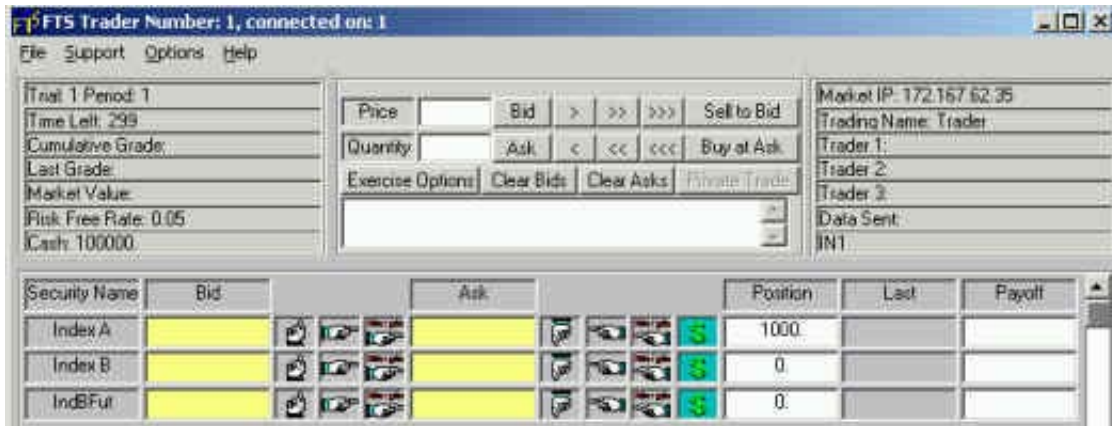 FTS Trader Number: 1, connected on: 1
File Support Options Help
Trial: 1 Period: 1
Time Left: 299
Cumulative Grade:
Last Grade:
Market Value:
Risk Free Rate: 0.05
Cash: 100000.
Price Bid > >> >>> Sell to Bid
Quantity Ask < << <<< Buy at Ask
Exercise Options Clear Bids Clear Asks Private Trade
Market IP: 172.167.62.35
Trading Name: Trader
Trader 1:
Trader 2:
Trader 3:
Data Sent:
IN1
Security Name Bid Ask Position Last Payoff
Index A S 1000.
Index B S 0.
IndBFut S 0.